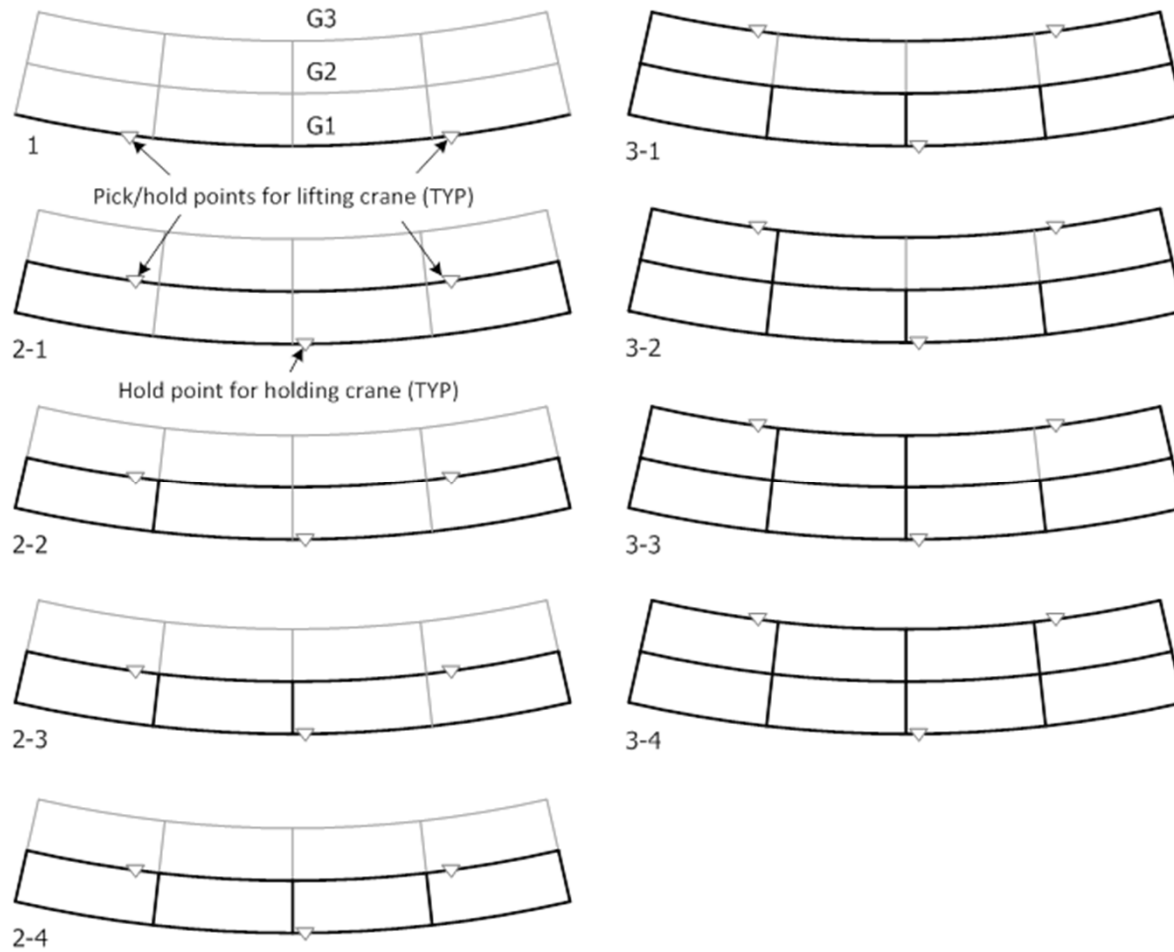 G3
G2
G1
1
Pick/hold points for lifting crane (TYP)
2-1
Hold point for holding crane (TYP)
2-2
2-3
2-4
3-1
3-2
3-3
3-4